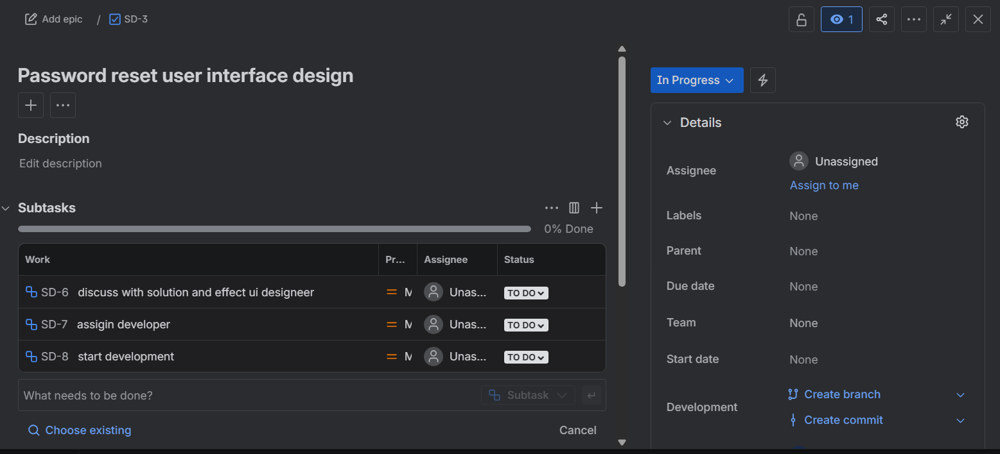 Add epic / SD-3
1
Password reset user interface design
In Progress
Description
Edit description
Details
Assignee
Unassigned
Assign to me
Labels None
Parent None
Due date None
Team None
Start date None
Development
Create branch
Create commit
Subtasks
0% Done
Work Pr... Assignee Status
SD-6 discuss with solution and effect ui designeer M Unas... TO DO
SD-7 assigin developer M Unas... TO DO
SD-8 start development M Unas... TO DO
What needs to be done? Subtask
Choose existing Cancel